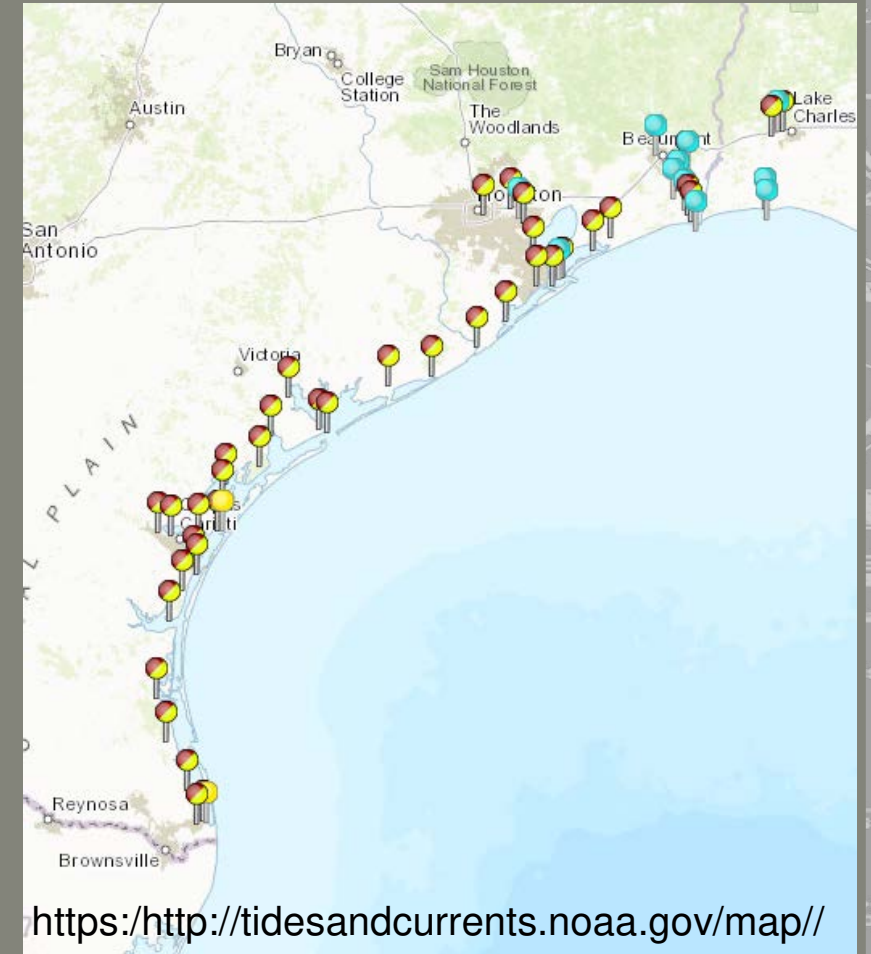 Bryan
College
Station
Sam Houston
National Forest
Austin
The
Woodlands
Lake
Charles
San
Antonio
Victoria
PLAIN
Reynosa
Brownsville
https:/http://tidesandcurrents.noaa.gov/map//